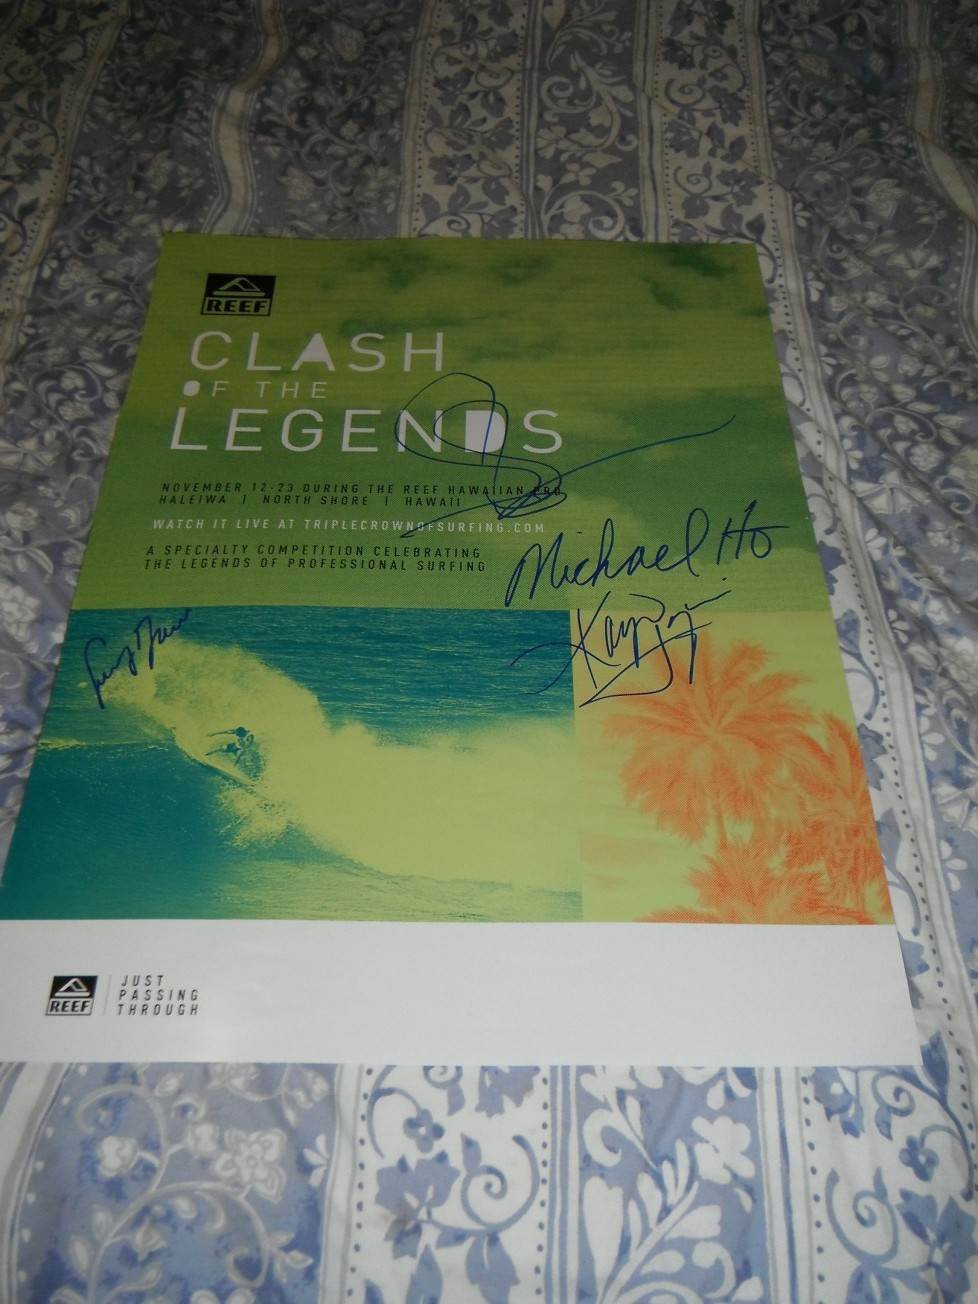 REEF
CLASH
OF THE
LEGENDS
NOVEMBER 12-23 DURING THE REEF HAWAIIAN PRO
HALEIWA | NORTH SHORE | HAWAII
WATCH IT LIVE AT TRIPLECROWNOFSURFING.COM
A SPECIALTY COMPETITION CELEBRATING
THE LEGENDS OF PROFESSIONAL SURFING
Michael Ho
REEF
JUST
PASSING
THROUGH